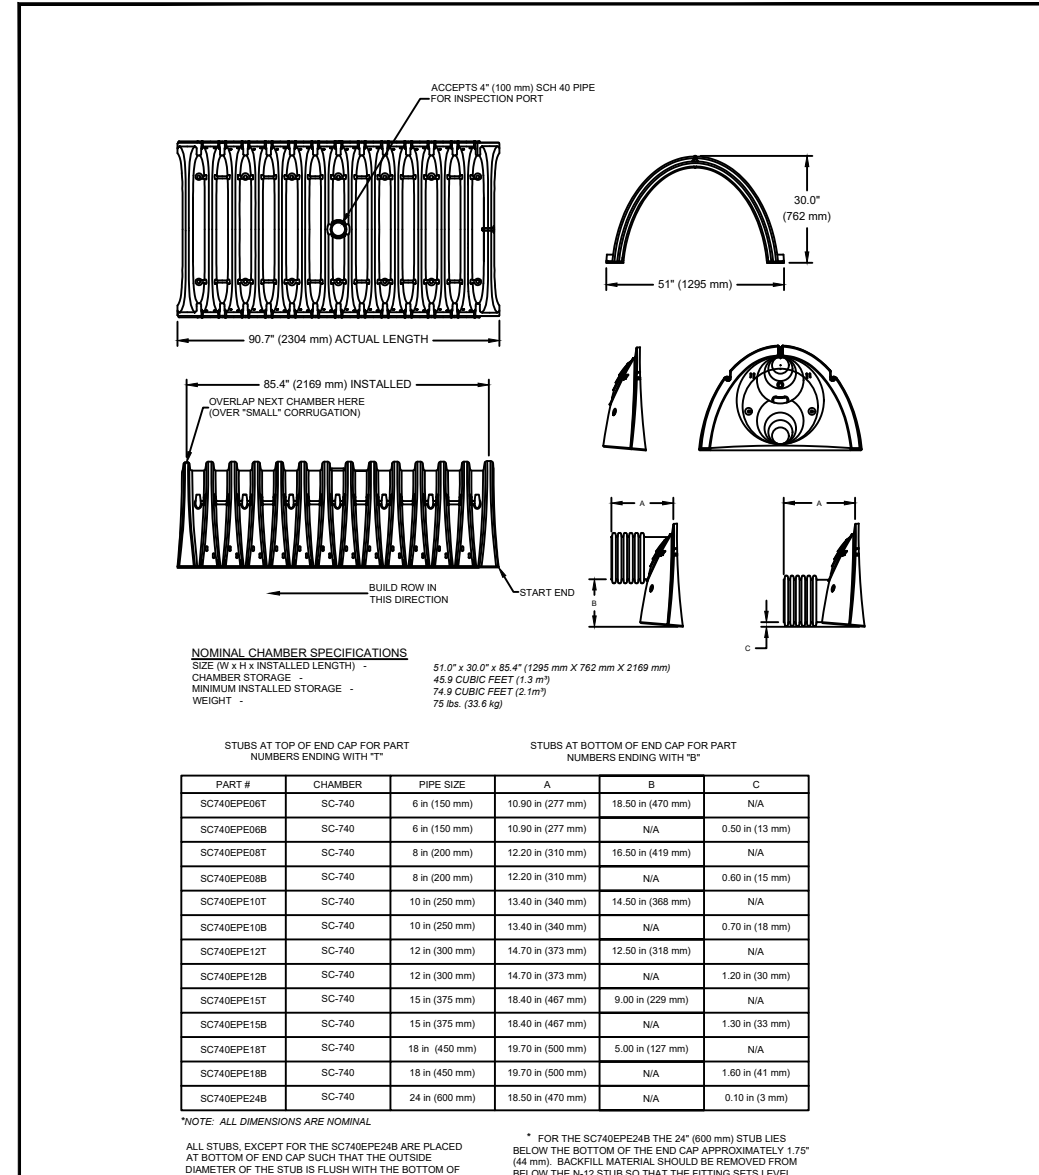 ACCEPTS 4" (100 mm) SCH 40 PIPE
FOR INSPECTION PORT
30.0"
(762 mm)
51" (1295 mm)
90.7" (2304 mm) ACTUAL LENGTH
85.4" (2169 mm) INSTALLED
OVERLAP NEXT CHAMBER HERE
(OVER "SMALL" CORRUGATION)
A
A
B
C
BUILD ROW IN
THIS DIRECTION
START END
NOMINAL CHAMBER SPECIFICATIONS
SIZE (W x H x INSTALLED LENGTH) - 51.0" x 30.0" x 85.4" (1295 mm X 762 mm X 2169 mm)
CHAMBER STORAGE - 45.9 CUBIC FEET (1.3 m³)
MINIMUM INSTALLED STORAGE - 74.9 CUBIC FEET (2.1m³)
WEIGHT - 75 lbs. (33.6 kg)
STUBS AT TOP OF END CAP FOR PART
NUMBERS ENDING WITH "T"
STUBS AT BOTTOM OF END CAP FOR PART
NUMBERS ENDING WITH "B"
PART # CHAMBER PIPE SIZE A B C
SC740EPE06T SC-740 6 in (150 mm) 10.90 in (277 mm) 18.50 in (470 mm) N/A
SC740EPE06B SC-740 6 in (150 mm) 10.90 in (277 mm) N/A 0.50 in (13 mm)
SC740EPE08T SC-740 8 in (200 mm) 12.20 in (310 mm) 16.50 in (419 mm) N/A
SC740EPE08B SC-740 8 in (200 mm) 12.20 in (310 mm) N/A 0.60 in (15 mm)
SC740EPE10T SC-740 10 in (250 mm) 13.40 in (340 mm) 14.50 in (368 mm) N/A
SC740EPE10B SC-740 10 in (250 mm) 13.40 in (340 mm) N/A 0.70 in (18 mm)
SC740EPE12T SC-740 12 in (300 mm) 14.70 in (373 mm) 12.50 in (318 mm) N/A
SC740EPE12B SC-740 12 in (300 mm) 14.70 in (373 mm) N/A 1.20 in (30 mm)
SC740EPE15T SC-740 15 in (375 mm) 18.40 in (467 mm) 9.00 in (229 mm) N/A
SC740EPE15B SC-740 15 in (375 mm) 18.40 in (467 mm) N/A 1.30 in (33 mm)
SC740EPE18T SC-740 18 in (450 mm) 19.70 in (500 mm) 5.00 in (127 mm) N/A
SC740EPE18B SC-740 18 in (450 mm) 19.70 in (500 mm) N/A 1.60 in (41 mm)
SC740EPE24B SC-740 24 in (600 mm) 18.50 in (470 mm) N/A 0.10 in (3 mm)
*NOTE: ALL DIMENSIONS ARE NOMINAL
ALL STUBS, EXCEPT FOR THE SC740EPE24B ARE PLACED
AT BOTTOM OF END CAP SUCH THAT THE OUTSIDE
DIAMETER OF THE STUB IS FLUSH WITH THE BOTTOM OF
* FOR THE SC740EPE24B THE 24" (600 mm) STUB LIES
BELOW THE BOTTOM OF THE END CAP APPROXIMATELY 1.75"
(44 mm). BACKFILL MATERIAL SHOULD BE REMOVED FROM
BELOW THE N-12 STUB SO THAT THE FITTING SETS LEVEL